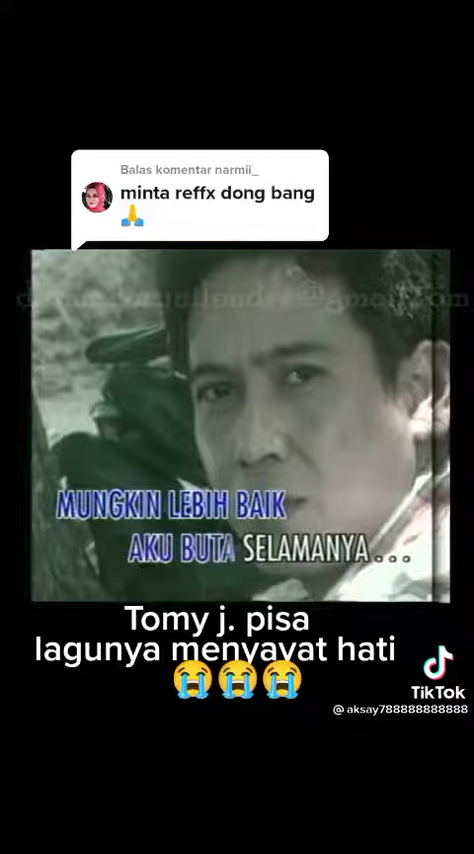 Balas komentar narmii_
minta reffx dong bang
🙏
MUNGKIN LEBIH BAIK
AKU BUTA SELAMANYA...
Tomy j. pisa
lagunya menyayat hati
😭😭😭
TikTok
@aksay788888888888